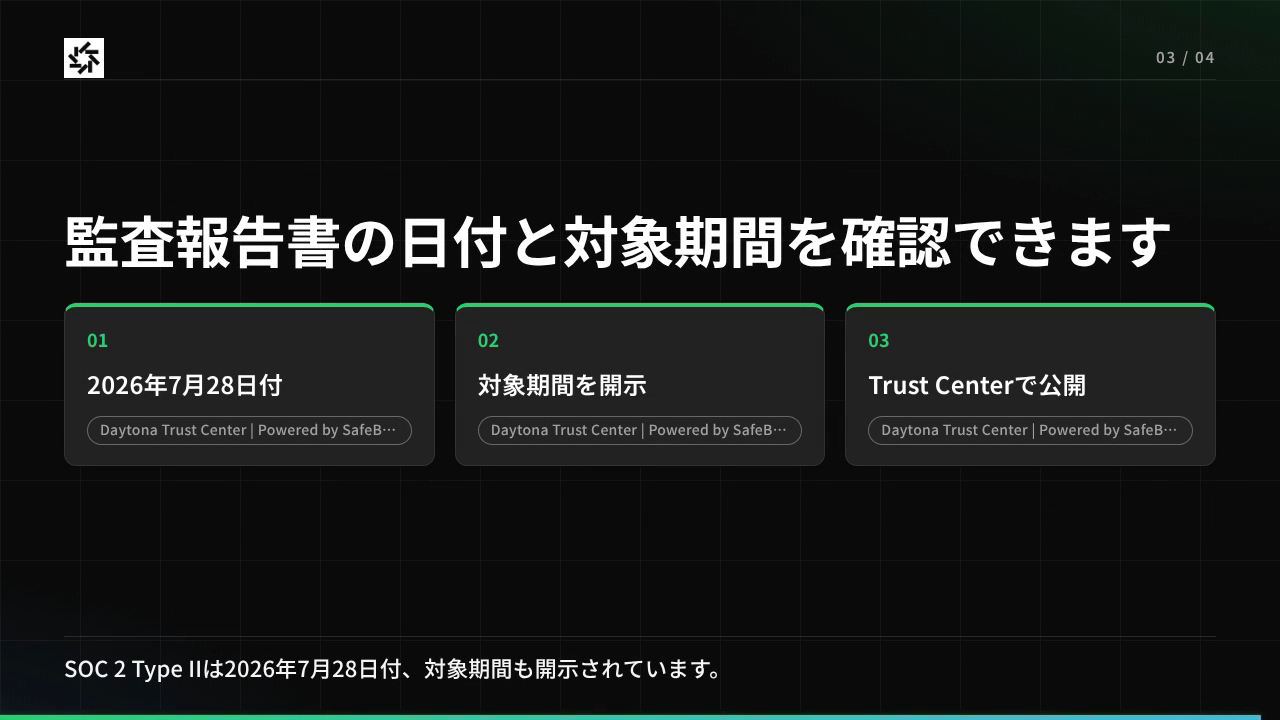 03 / 04
監査報告書の日付と対象期間を確認できます
01
2026年7月28日付
Daytona Trust Center | Powered by SafeB…
02
対象期間を開示
Daytona Trust Center | Powered by SafeB…
03
Trust Centerで公開
Daytona Trust Center | Powered by SafeB…
SOC 2 Type IIは2026年7月28日付、対象期間も開示されています。